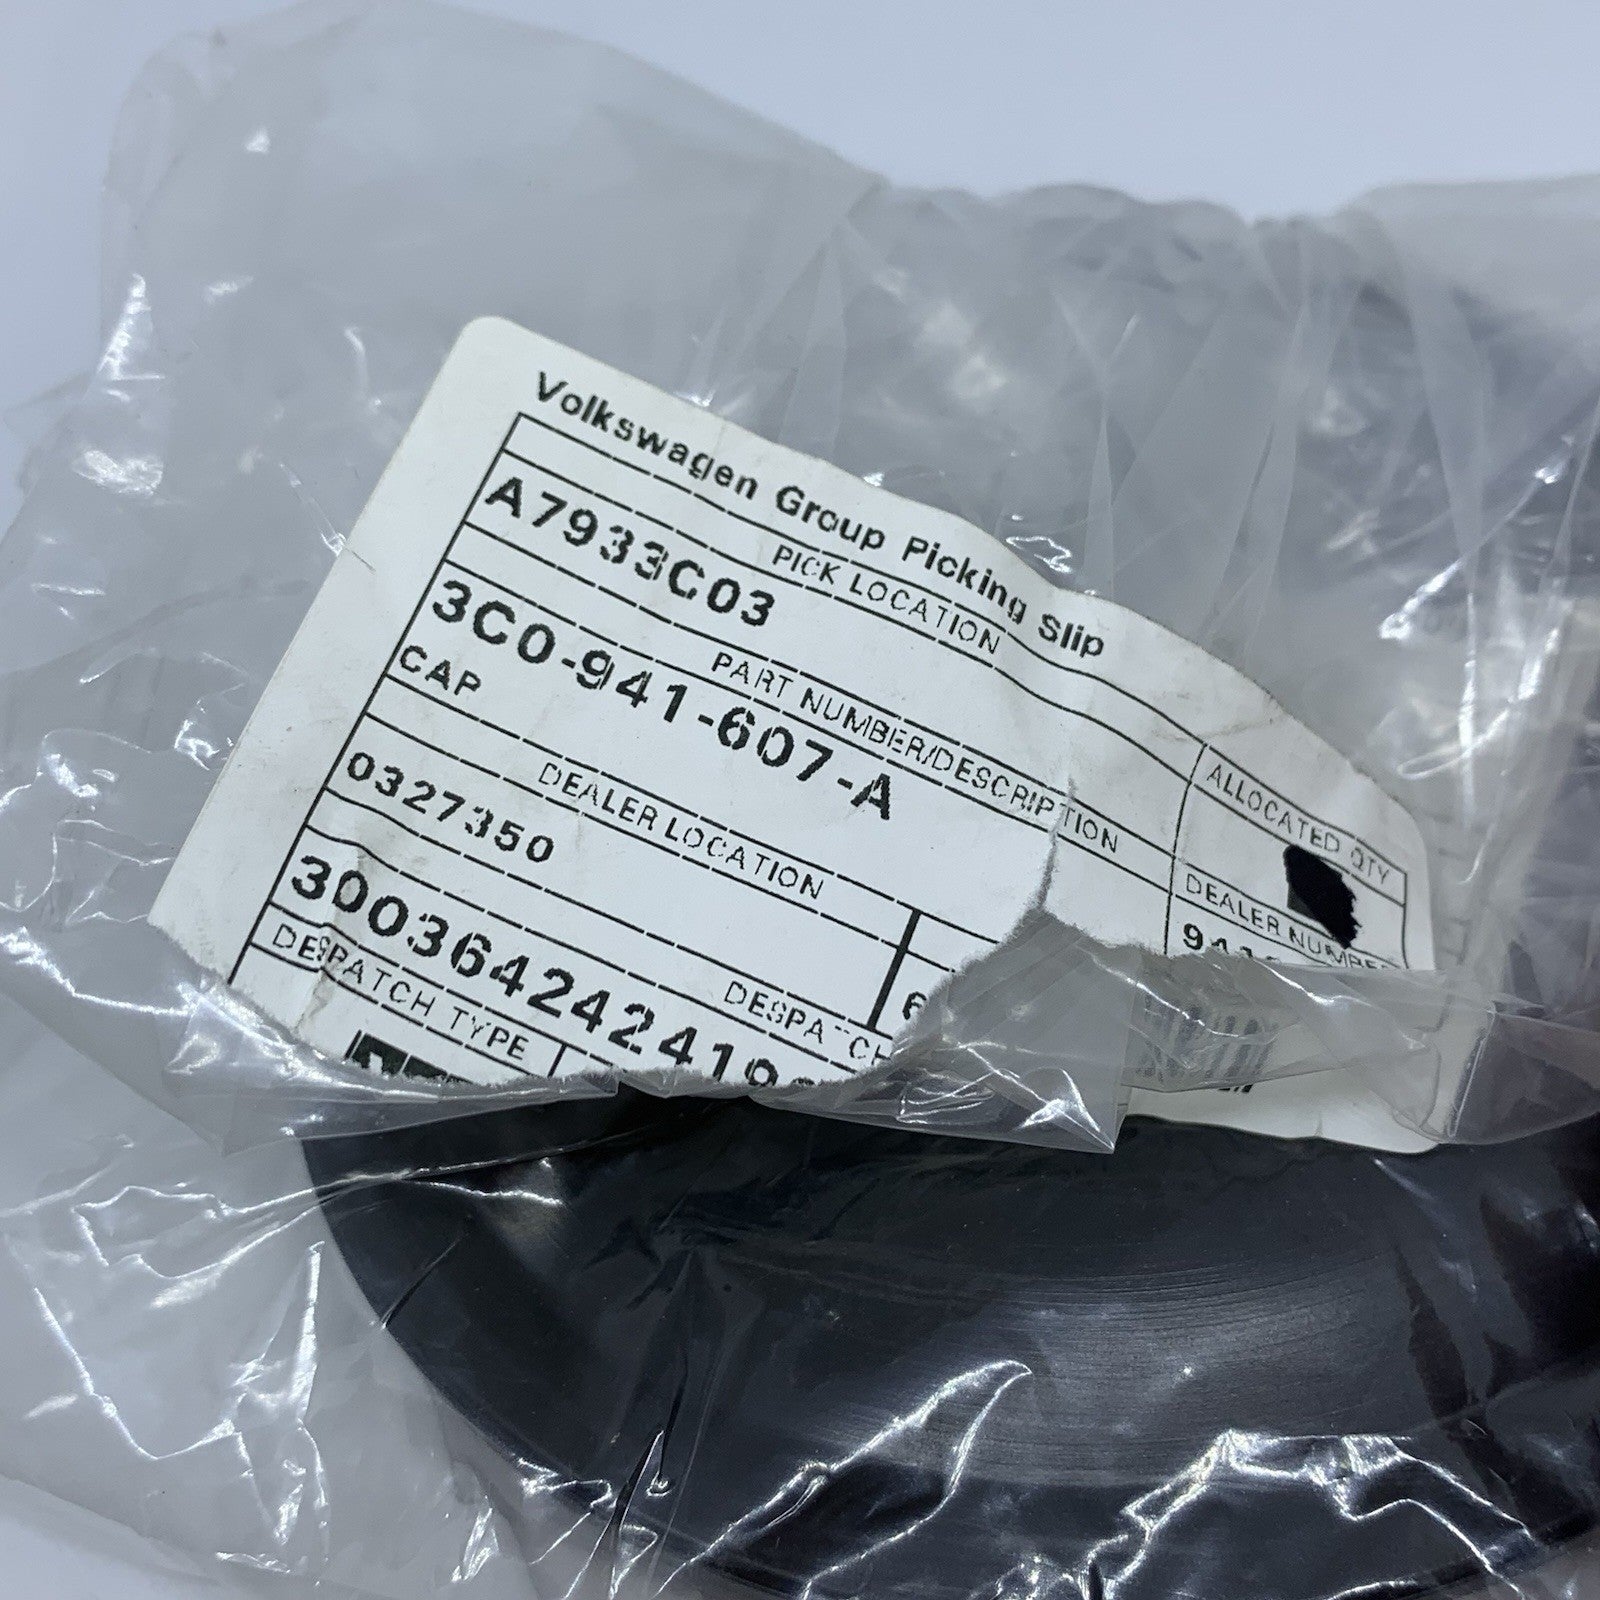 Volkswagen Group Picking Slip
PICK LOCATION
A7933C03
ALLOCATED QTY
PART NUMBER/DESCRIPTION
3C0-941-607-A
CAP
DEALER NUMBER
DEALER LOCATION
0327350
6
DESPATCH
300364242419
DESPATCH TYPE